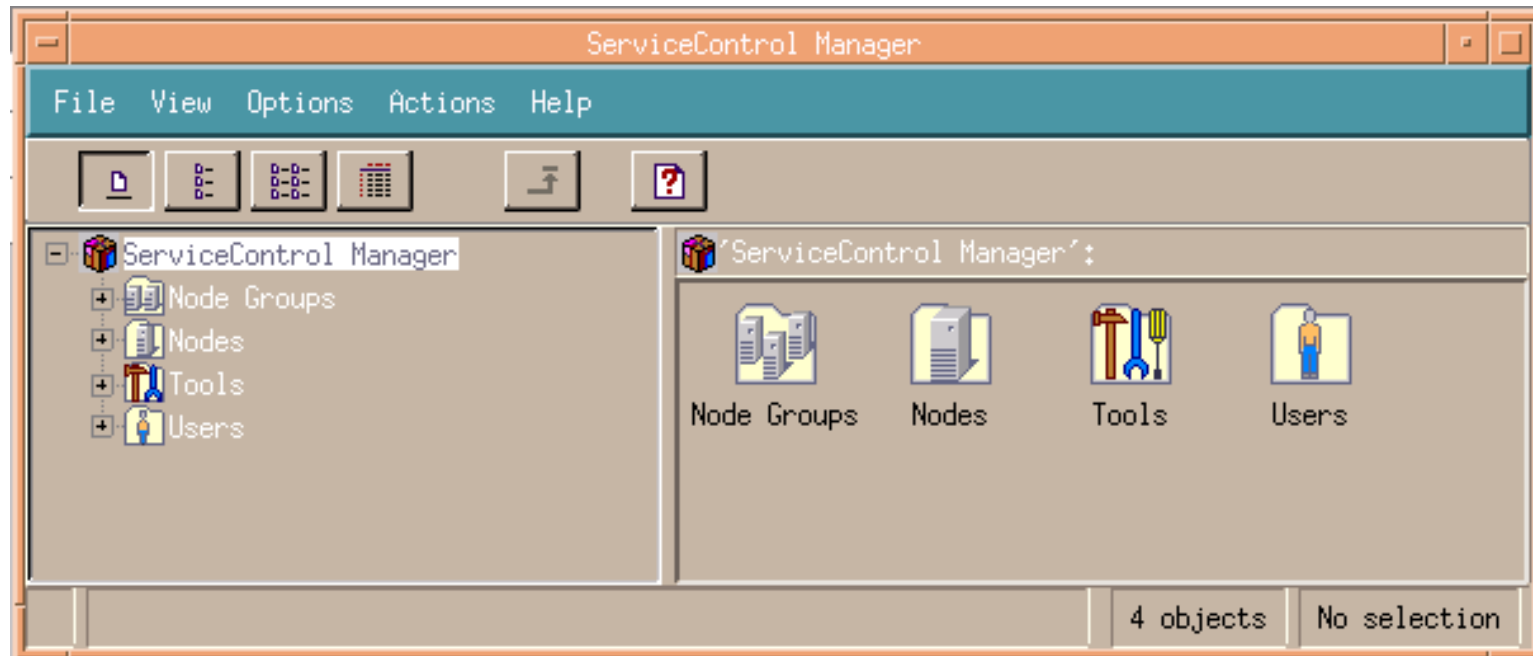 ServiceControl Manager
File View Options Actions Help
?
ServiceControl Manager
Node Groups
Nodes
Tools
Users
'ServiceControl Manager':
Node Groups Nodes Tools Users
4 objects No selection